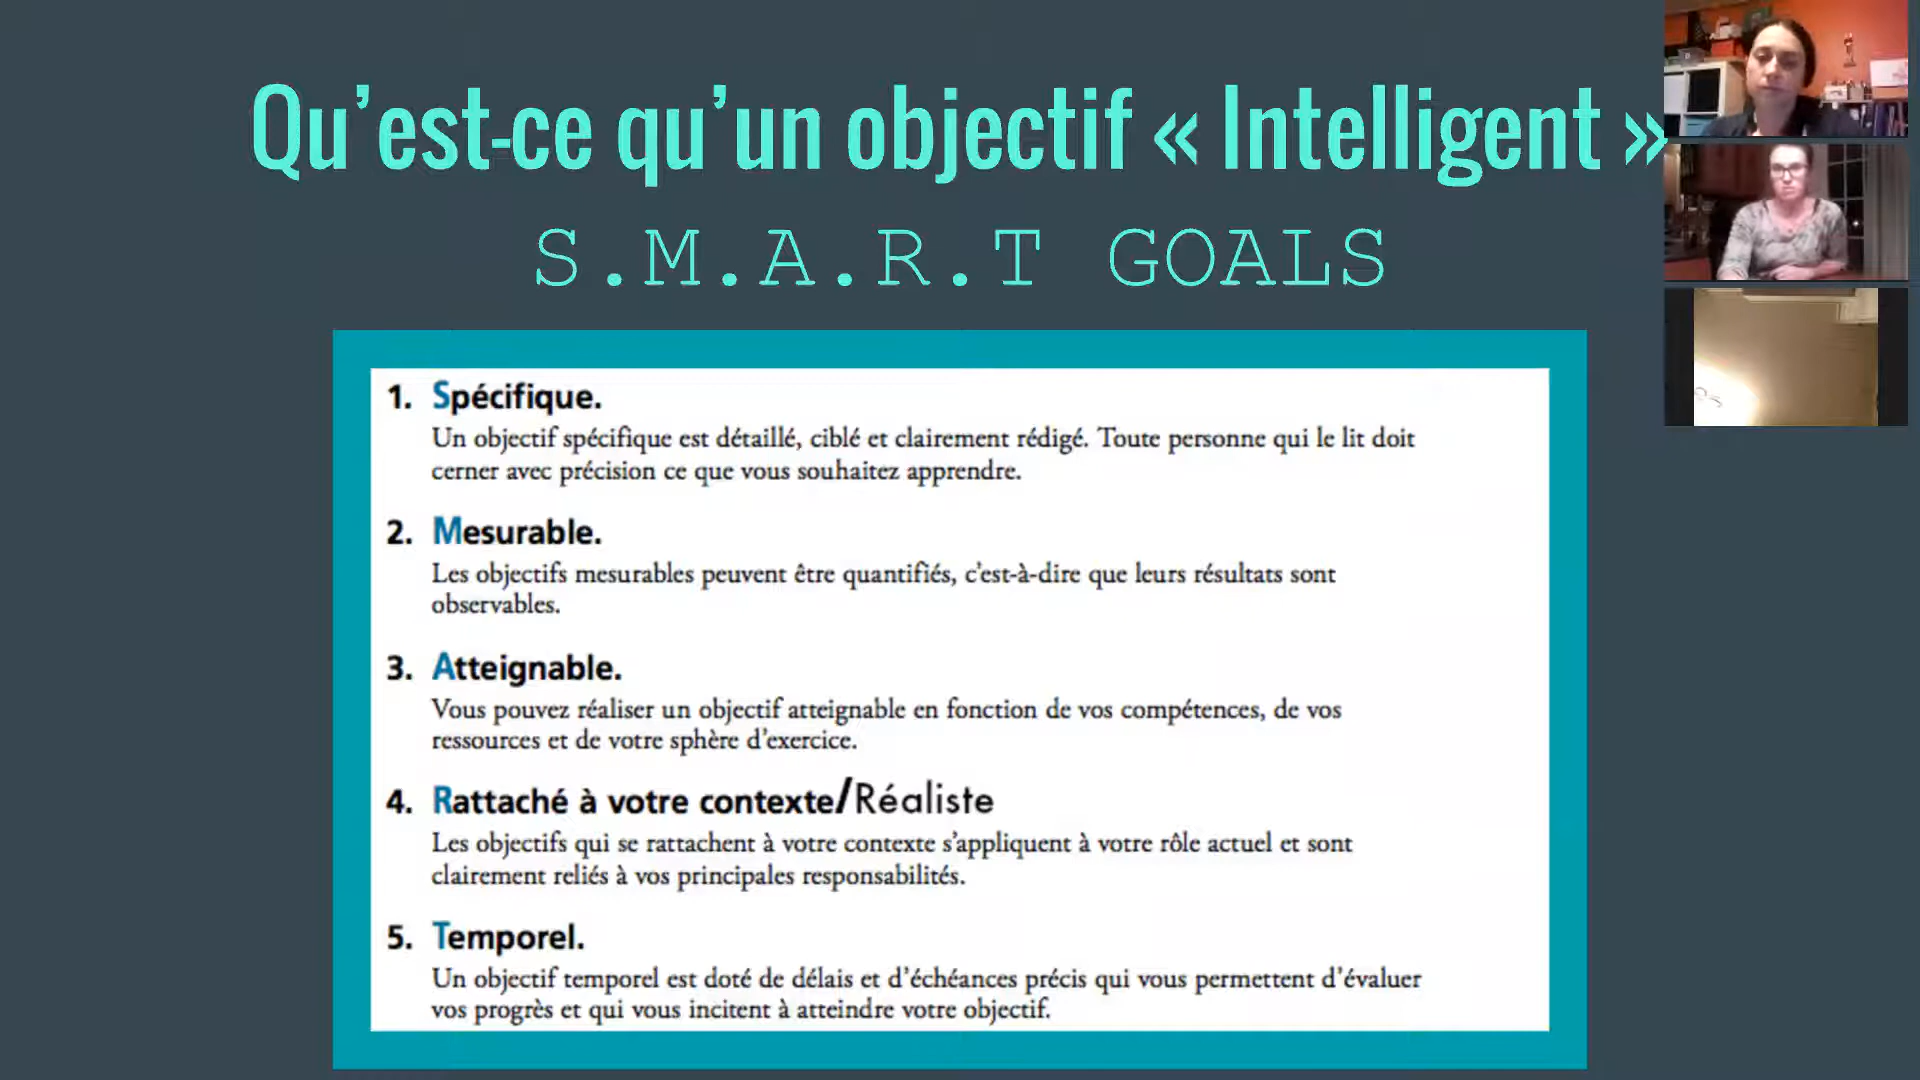 Qu’est-ce qu’un objectif « Intelligent »
S.M.A.R.T GOALS
1. Spécifique.
Un objectif spécifique est détaillé, ciblé et clairement rédigé. Toute personne qui le lit doit
cerner avec précision ce que vous souhaitez apprendre.
2. Mesurable.
Les objectifs mesurables peuvent être quantifiés, c’est-à-dire que leurs résultats sont
observables.
3. Atteignable.
Vous pouvez réaliser un objectif atteignable en fonction de vos compétences, de vos
ressources et de votre sphère d’exercice.
4. Rattaché à votre contexte/Réaliste
Les objectifs qui se rattachent à votre contexte s’appliquent à votre rôle actuel et sont
clairement reliés à vos principales responsabilités.
5. Temporel.
Un objectif temporel est doté de délais et d’échéances précis qui vous permettent d’évaluer
vos progrès et qui vous incitent à atteindre votre objectif.